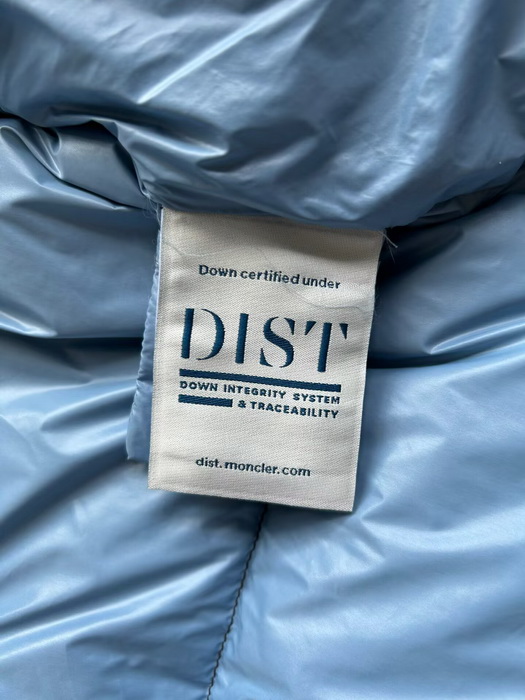 Down certified under
DIST
DOWN INTEGRITY SYSTEM
& TRACEABILITY
dist.moncler.com